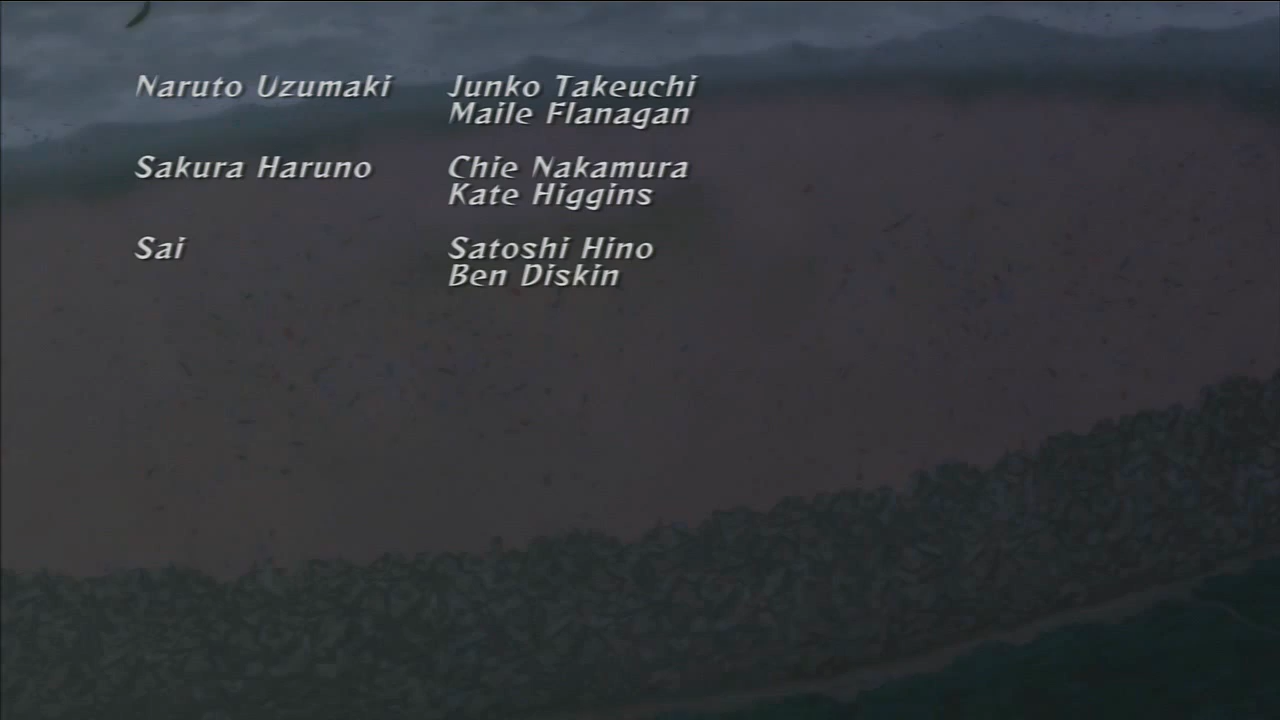 Naruto Uzumaki Junko Takeuchi
Maile Flanagan
Sakura Haruno Chie Nakamura
Kate Higgins
Sai Satoshi Hino
Ben Diskin